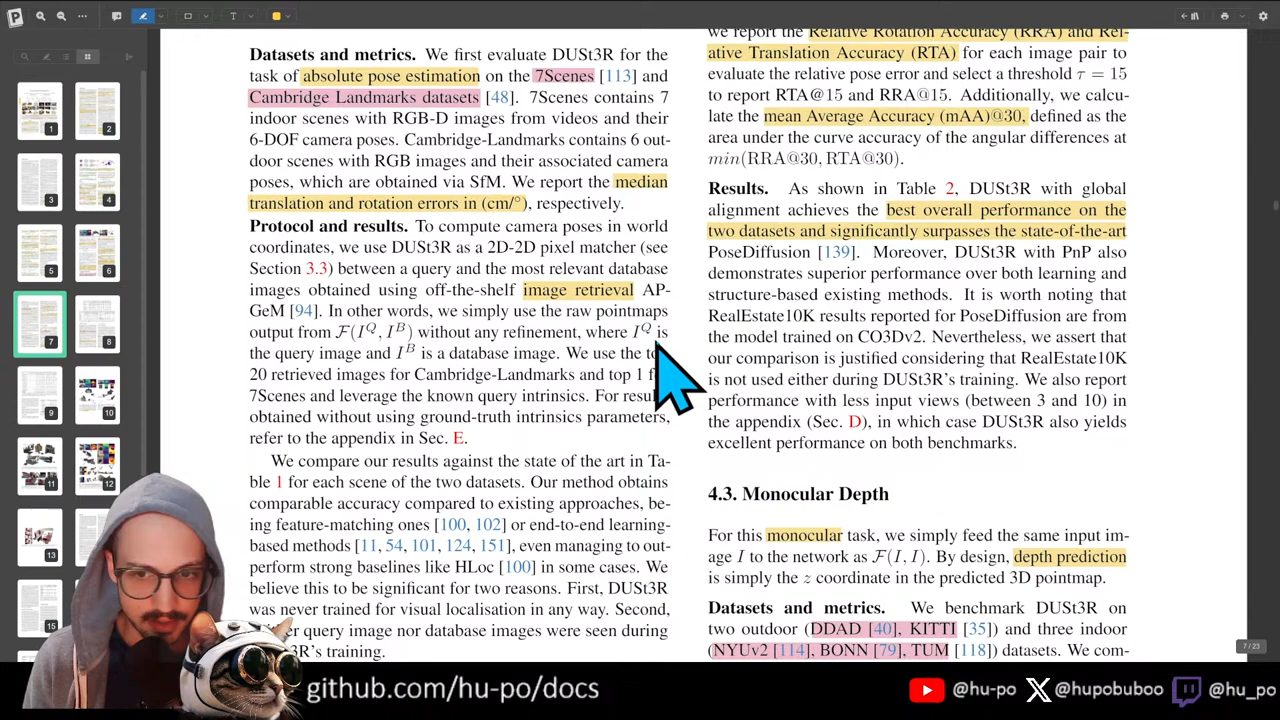 Datasets and metrics. We first evaluate DUSt3R for the
task of absolute pose estimation on the 7Scenes [113] and
Cambridge Landmarks datasets [48]. 7Scenes contains 7
indoor scenes with RGB-D images from videos and their
6-DOF camera poses. Cambridge-Landmarks contains 6 out-
door scenes with RGB images and their associated camera
poses, which are obtained via SfM. We report the median
translation and rotation errors in (cm/°), respectively.
Protocol and results. To compute camera poses in world
coordinates, we use DUSt3R as a 2D-2D pixel matcher (see
Section 3.3) between a query and the most relevant database
images obtained using off-the-shelf image retrieval AP-
GeM [94]. In other words, we simply use the raw pointmaps
output from F(I^Q, I^B) without any refinement, where I^Q is
the query image and I^B is a database image. We use the
20 retrieved images for Cambridge-Landmarks and top 1
7Scenes and leverage the known query intrinsics. For
obtained without using ground-truth intrinsics parameters,
refer to the appendix in Sec. E.
We compare our results against the state of the art in Ta-
ble 1 for each scene of the two datasets. Our method obtains
comparable accuracy compared to existing approaches, be-
ing feature-matching ones [100, 102] or end-to-end learning-
based methods [11, 54, 101, 124, 151], even managing to out-
perform strong baselines like HLoc [100] in some cases. We
believe this to be significant for two reasons. First, DUSt3R
was never trained for visual localisation in any way. Second,
query image nor database images were seen during
training.
we report the Relative Rotation Accuracy (RRA) and Rel-
ative Translation Accuracy (RTA) for each image pair to
evaluate the relative pose error and select a threshold τ = 15
to report RTA@15 and RRA@15. Additionally, we calcu-
late the mean Average Accuracy (mAA)@30, defined as the
area under the curve accuracy of the angular differences at
min(RRA@30, RTA@30).
Results. As shown in Table 2, DUSt3R with global
alignment achieves the best overall performance on the
two datasets and significantly surpasses the state-of-the-art
PoseDiffusion [139]. Moreover, DUSt3R with PnP also
demonstrates superior performance over both learning and
structure-based existing methods. It is worth noting that
RealEstate10K results reported for PoseDiffusion are from
the model trained on CO3Dv2. Nevertheless, we assert that
our comparison is justified considering that RealEstate10K
is not used either during DUSt3R's training. We also report
performance with less input views (between 3 and 10) in
the appendix (Sec. D), in which case DUSt3R also yields
excellent performance on both benchmarks.
4.3. Monocular Depth
For this monocular task, we simply feed the same input im-
age I to the network as F(I, I). By design, depth prediction
is simply the z coordinate in the predicted 3D pointmap.
Datasets and metrics. We benchmark DUSt3R on
two outdoor (DDAD [40], KITTI [35]) and three indoor
(NYUv2 [114], BONN [79], TUM [118]) datasets. We com-
1
2
3
4
5
6
7
8
9
10
11
12
13
15
7 / 23
github.com/hu-po/docs
@hu-po
@hupobuboo
@hu_po